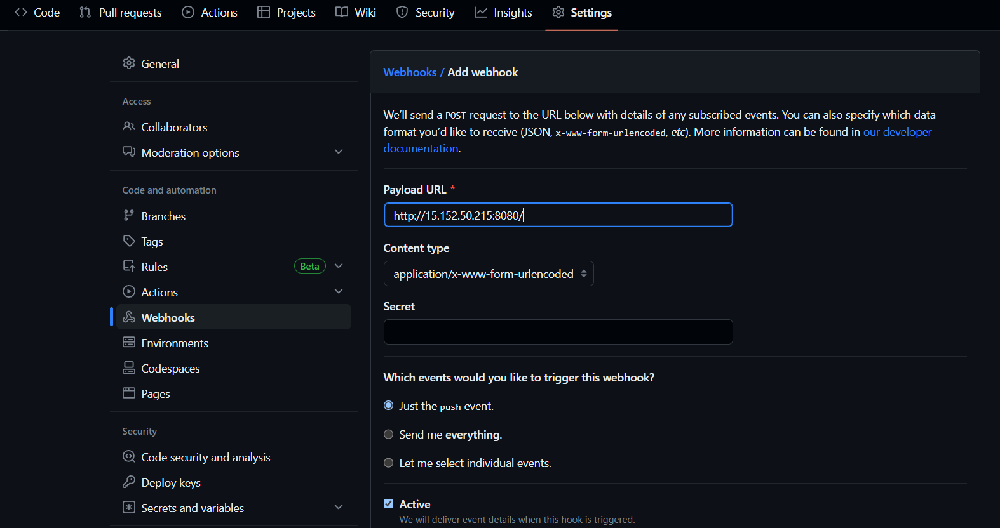 Code Pull requests Actions Projects Wiki Security Insights Settings
General
Access
Collaborators
Moderation options
Code and automation
Branches
Tags
Rules Beta
Actions
Webhooks
Environments
Codespaces
Pages
Security
Code security and analysis
Deploy keys
Secrets and variables
Webhooks / Add webhook
We'll send a POST request to the URL below with details of any subscribed events. You can also specify which data
format you'd like to receive (JSON, x-www-form-urlencoded, etc). More information can be found in our developer
documentation.
Payload URL *
http://15.152.50.215:8080/
Content type
application/x-www-form-urlencoded
Secret
Which events would you like to trigger this webhook?
Just the push event.
Send me everything.
Let me select individual events.
Active
We will deliver event details when this hook is triggered.